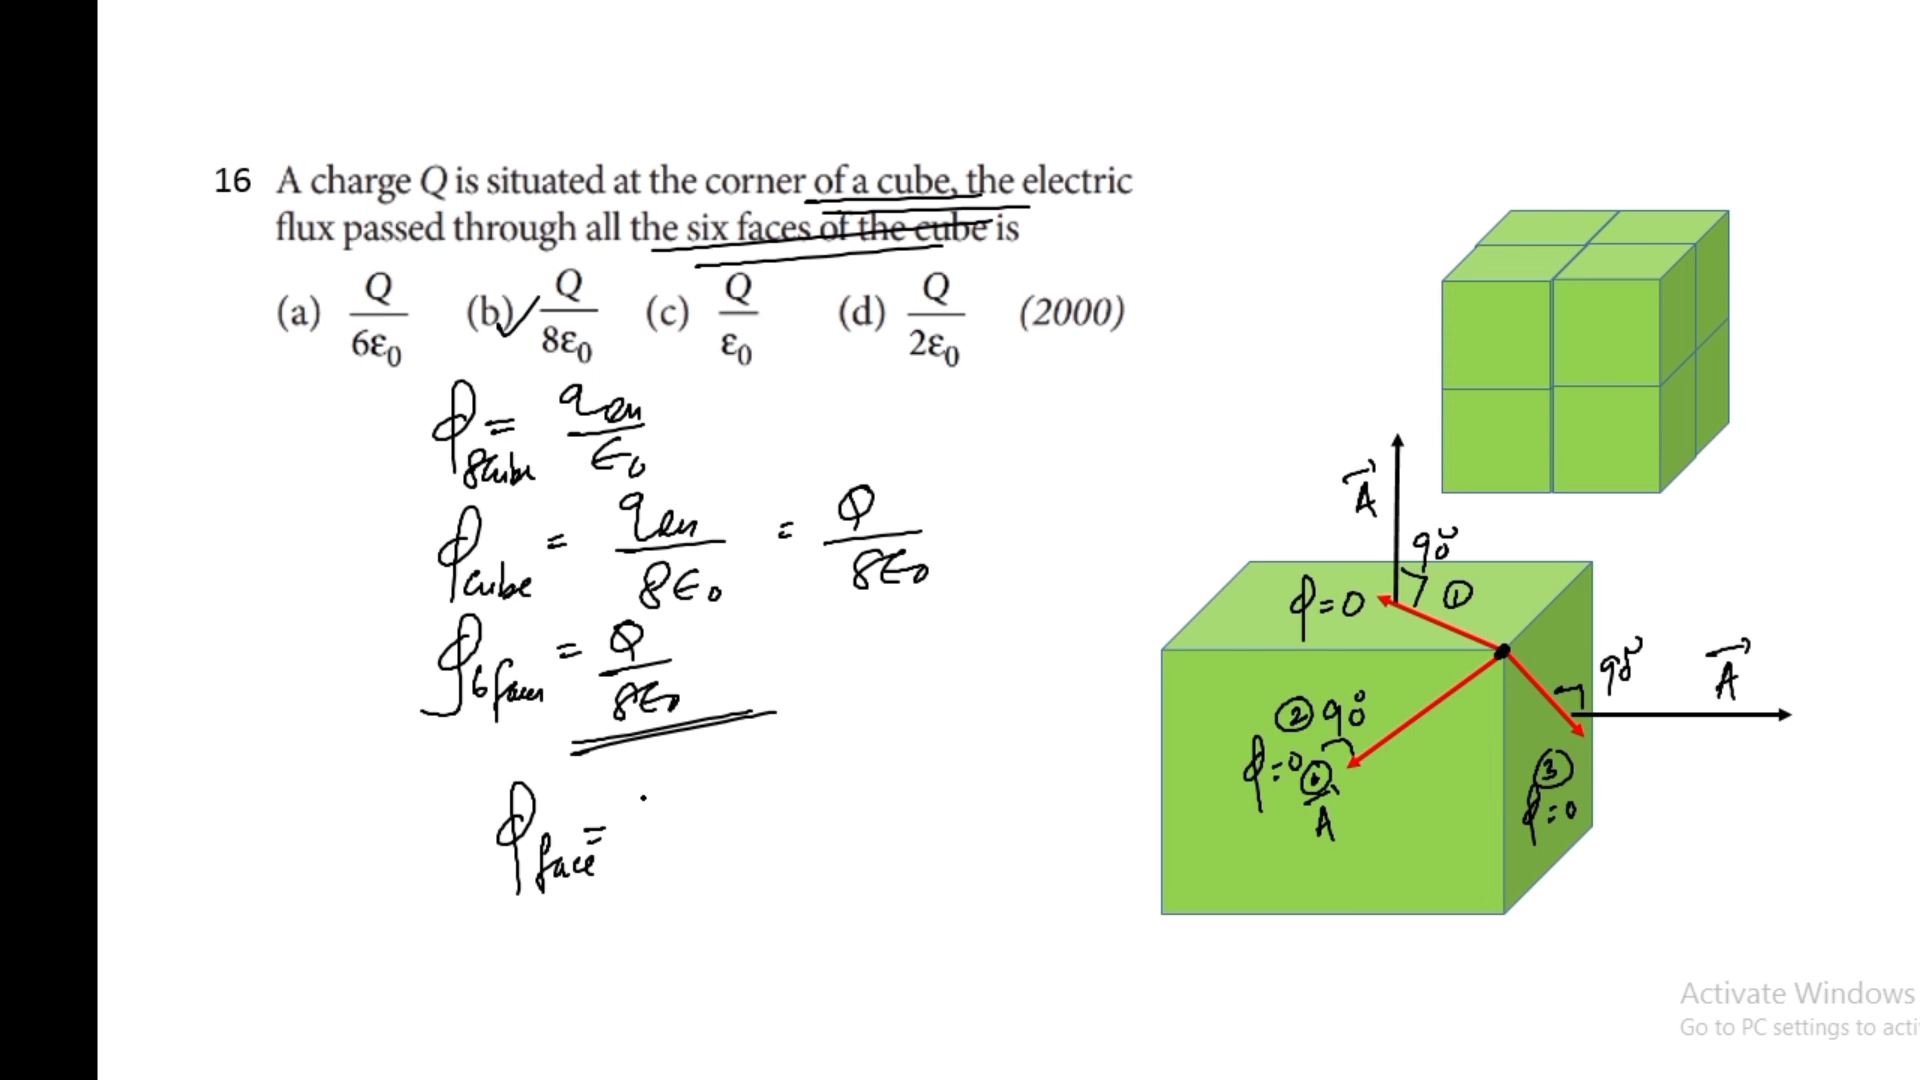 16 A charge Q is situated at the corner of a cube, the electric
flux passed through all the six faces of the cube is
(a) Q/6ε₀ (b) Q/8ε₀ (c) Q/ε₀ (d) Q/2ε₀ (2000)
ϕ8cube = qen/ε₀
ϕcube = qen/8ε₀ = Q/8ε₀
ϕ6faces = Q/8ε₀
ϕface =
A⃗
90°
ϕ=0 ①
90° A⃗
② 90°
ϕ=0
A
③
ϕ=0
Activate Windows
Go to PC settings to acti